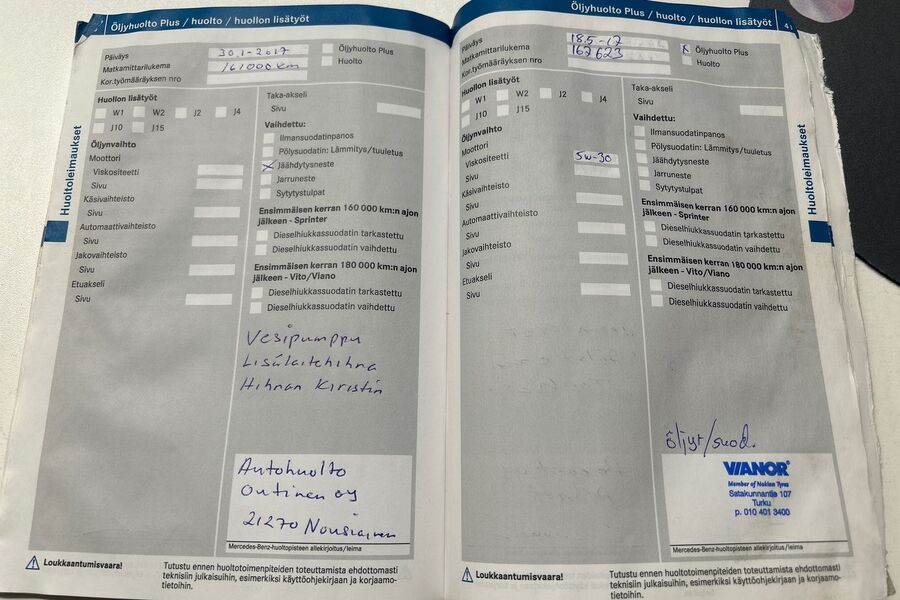 Öljyhuolto Plus / huolto / huollon lisätyöt
Päiväys 30.1-2017
Matkamittarilukema 161000 km
Kor.työmääräyksen nro
Öljyhuolto Plus
Huolto
Huollon lisätyöt
W1 W2 J2 J4
J10 J15
Öljynvaihto
Moottori
Viskositeetti
Sivu
Käsivaihteisto
Sivu
Automaattivaihteisto
Sivu
Jakovaihteisto
Sivu
Etuakseli
Sivu
Taka-akseli
Sivu
Vaihdettu:
Ilmansuodatinpanos
Pölysuodatin: Lämmitys/tuuletus
Jäähdytysneste
Jarruneste
Sytytystulpat
Ensimmäisen kerran 160 000 km:n ajon
jälkeen - Sprinter
Dieselhiukkassuodatin tarkastettu
Dieselhiukkassuodatin vaihdettu
Ensimmäisen kerran 180 000 km:n ajon
jälkeen - Vito/Viano
Dieselhiukkassuodatin tarkastettu
Dieselhiukkassuodatin vaihdettu
Vesipumppu
Lisälaitehihna
Hihnan Kiristin
Autohuolto
Outinen oy
21270 Nousiainen
Mercedes-Benz-huoltopisteen allekirjoitus/leima
Huoltoleimaukset
Loukkaantumisvaara!
Tutustu ennen huoltotoimenpiteiden toteuttamista ehdottomasti
teknisiin julkaisuihin, esimerkiksi käyttöohjekirjaan ja korjaamo-
tietoihin.
Öljyhuolto Plus / huolto / huollon lisätyöt
Päiväys 18.5.-17
Matkamittarilukema 167623
Kor.työmääräyksen nro
x Öljyhuolto Plus
Huolto
Huollon lisätyöt
W1 W2 J2 J4
J10 J15
Öljynvaihto
Moottori
Viskositeetti 5w-30
Sivu
Käsivaihteisto
Sivu
Automaattivaihteisto
Sivu
Jakovaihteisto
Sivu
Etuakseli
Sivu
Taka-akseli
Sivu
Vaihdettu:
Ilmansuodatinpanos
Pölysuodatin: Lämmitys/tuuletus
Jäähdytysneste
Jarruneste
Sytytystulpat
Ensimmäisen kerran 160 000 km:n ajon
jälkeen - Sprinter
Dieselhiukkassuodatin tarkastettu
Dieselhiukkassuodatin vaihdettu
Ensimmäisen kerran 180 000 km:n ajon
jälkeen - Vito/Viano
Dieselhiukkassuodatin tarkastettu
Dieselhiukkassuodatin vaihdettu
öljyt/suod.
VIANOR
Member of Nokian Tyres
Satakunnantie 107
Turku
p. 010 401 3400
Mercedes-Benz-huoltopisteen allekirjoitus/leima
Huoltoleimaukset
Loukkaantumisvaara!
Tutustu ennen huoltotoimenpiteiden toteuttamista ehdottomasti
teknisiin julkaisuihin, esimerkiksi käyttöohjekirjaan ja korjaamo-
tietoihin.